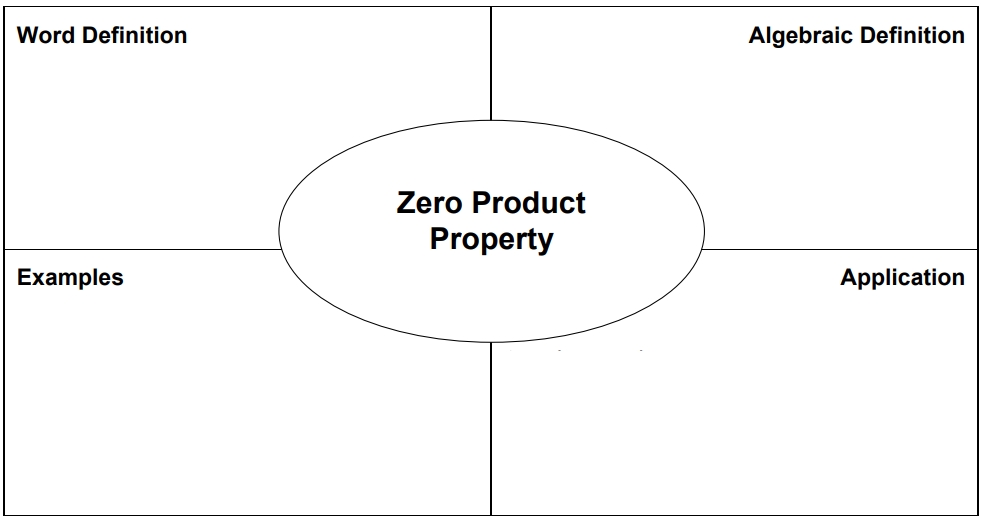 Word Definition
Algebraic Definition
Zero Product
Property
Examples
Application